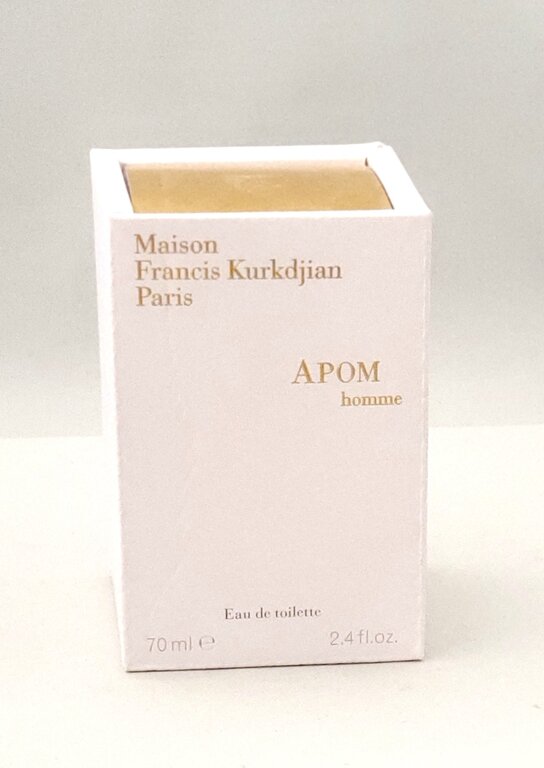 Maison
Francis Kurkdjian
Paris
APOM
homme
Eau de toilette
70 ml ℮ 2.4 fl.oz.